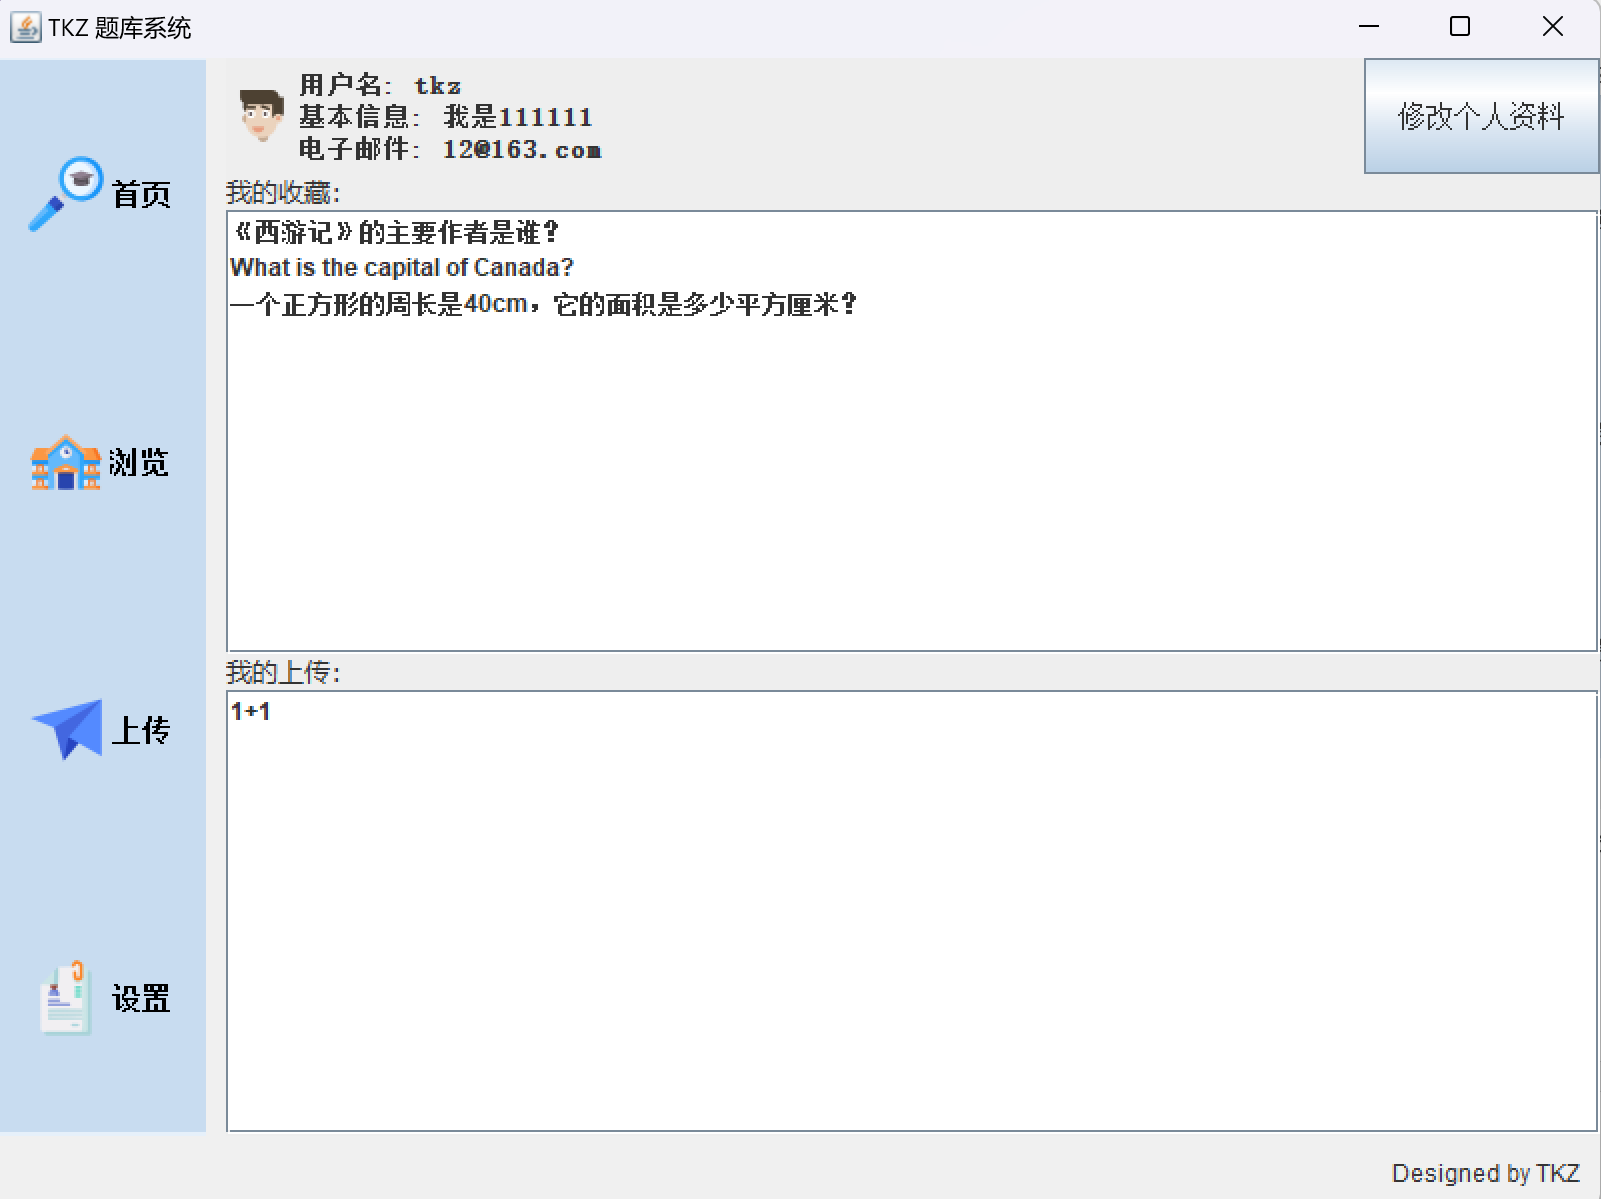 TKZ 题库系统
用户名: tkz
基本信息: 我是111111
电子邮件: 12@163.com
修改个人资料
首页
浏览
上传
设置
我的收藏:
《西游记》的主要作者是谁?
What is the capital of Canada?
一个正方形的周长是40cm，它的面积是多少平方厘米?
我的上传:
1+1
Designed by TKZ